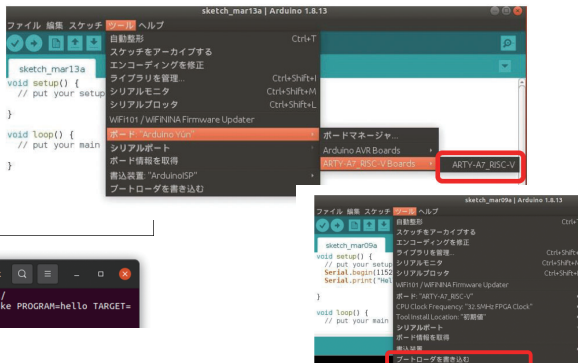 sketch_mar13a | Arduino 1.8.13
ファイル 編集 スケッチ ツール ヘルプ
自動整形 Ctrl+T
スケッチをアーカイブする
エンコーディングを修正
ライブラリを管理... Ctrl+Shift+I
シリアルモニタ Ctrl+Shift+M
シリアルプロッタ Ctrl+Shift+L
WiFi101 / WiFiNINA Firmware Updater
ボード: "Arduino Yún"
シリアルポート
ボード情報を取得
書込装置: "ArduinoISP"
ブートローダを書き込む
sketch_mar13a
void setup() {
// put your setup
}
void loop() {
// put your main
}
ボードマネージャ...
Arduino AVR Boards
ARTY-A7_RISC-V Boards
ARTY-A7_RISC-V
/
ke PROGRAM=hello TARGET=
sketch_mar09a | Arduino 1.8.13
ファイル 編集 スケッチ ツール ヘルプ
自動整形 Ctrl+T
スケッチをアーカイブする
エンコーディングを修正
ライブラリを管理... Ctrl+Shift+I
シリアルモニタ Ctrl+Shift+M
シリアルプロッタ Ctrl+Shift+L
WiFi101 / WiFiNINA Firmware Updater
ボード: "ARTY-A7_RISC-V"
CPU Clock Frequency: "32.5MHz FPGA Clock"
Tool Install Location: "初期値"
シリアルポート
ボード情報を取得
書込装置
ブートローダを書き込む
sketch_mar09a
void setup() {
// put your setup
Serial.begin(1152
Serial.print("Hel
}
void loop() {
// put your main